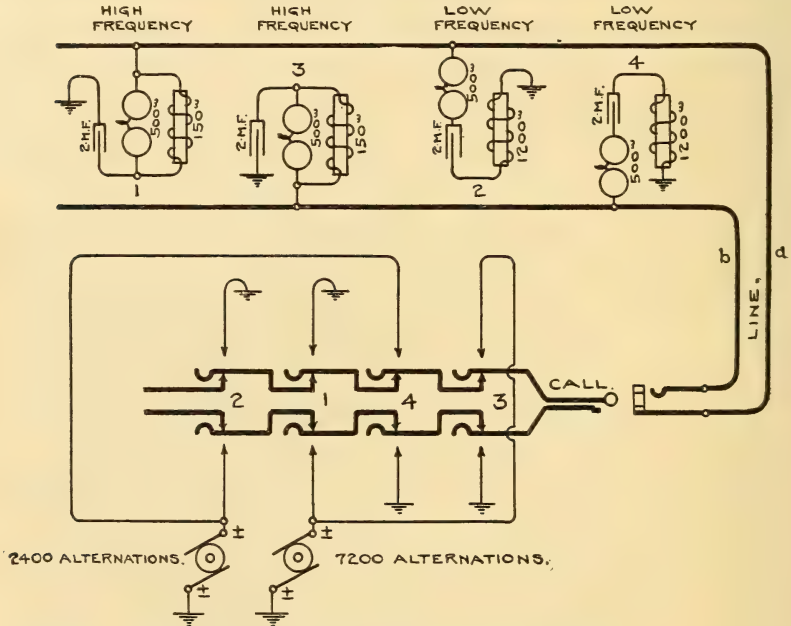 HIGH
FREQUENCY
HIGH
FREQUENCY
LOW
FREQUENCY
LOW
FREQUENCY
2·M.F.
500ω
150ω
1
3
2·M.F.
500ω
150ω
500ω
2·M.F.
1200ω
2
4
2·M.F.
500ω
1200ω
b
a
LINE.
CALL.
2
1
4
3
±
±
2400 ALTERNATIONS.
7200 ALTERNATIONS.
±
±